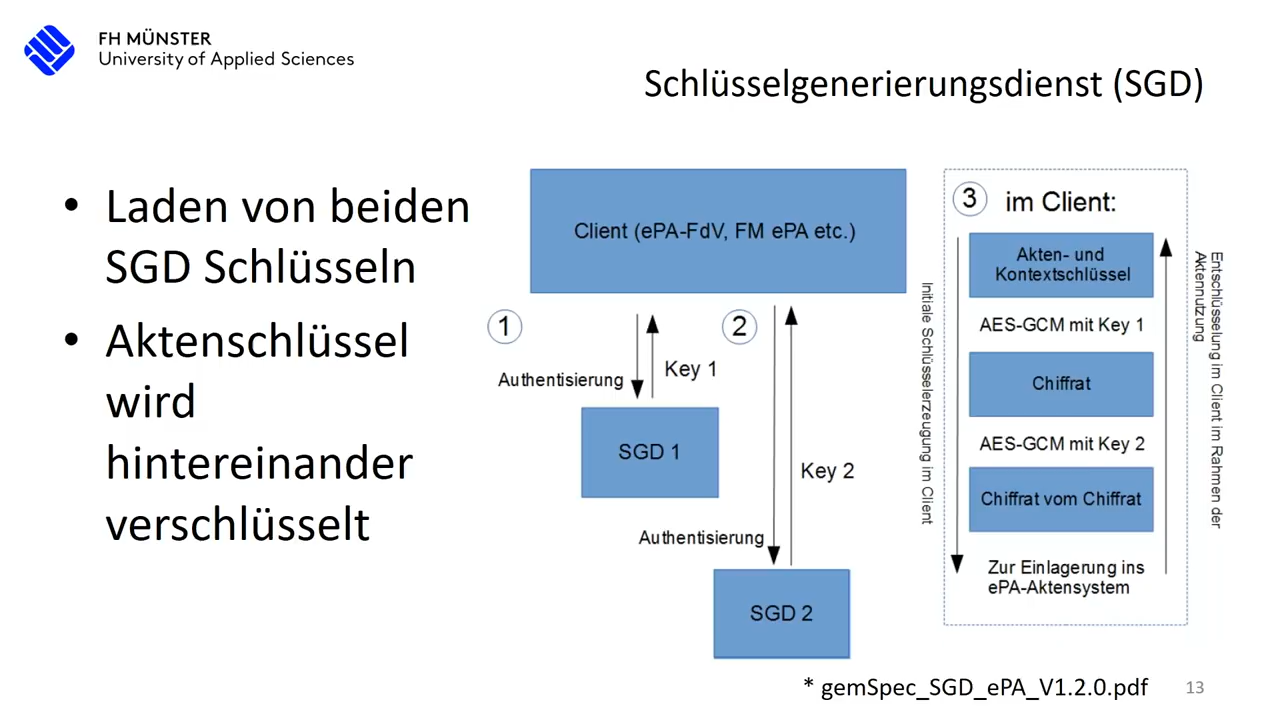 FH MÜNSTER
University of Applied Sciences
Schlüsselgenerierungsdienst (SGD)
• Laden von beiden
SGD Schlüsseln
• Aktenschlüssel
wird
hintereinander
verschlüsselt
Client (ePA-FdV, FM ePA etc.)
1
2
Authentisierung
Key 1
SGD 1
Key 2
Authentisierung
SGD 2
3 im Client:
Akten- und
Kontextschlüssel
AES-GCM mit Key 1
Chiffrat
AES-GCM mit Key 2
Chiffrat vom Chiffrat
Zur Einlagerung ins
ePA-Aktensystem
Initiale Schlüsselerzeugung im Client
Entschlüsselung im Client im Rahmen der
Aktennutzung
* gemSpec_SGD_ePA_V1.2.0.pdf
13